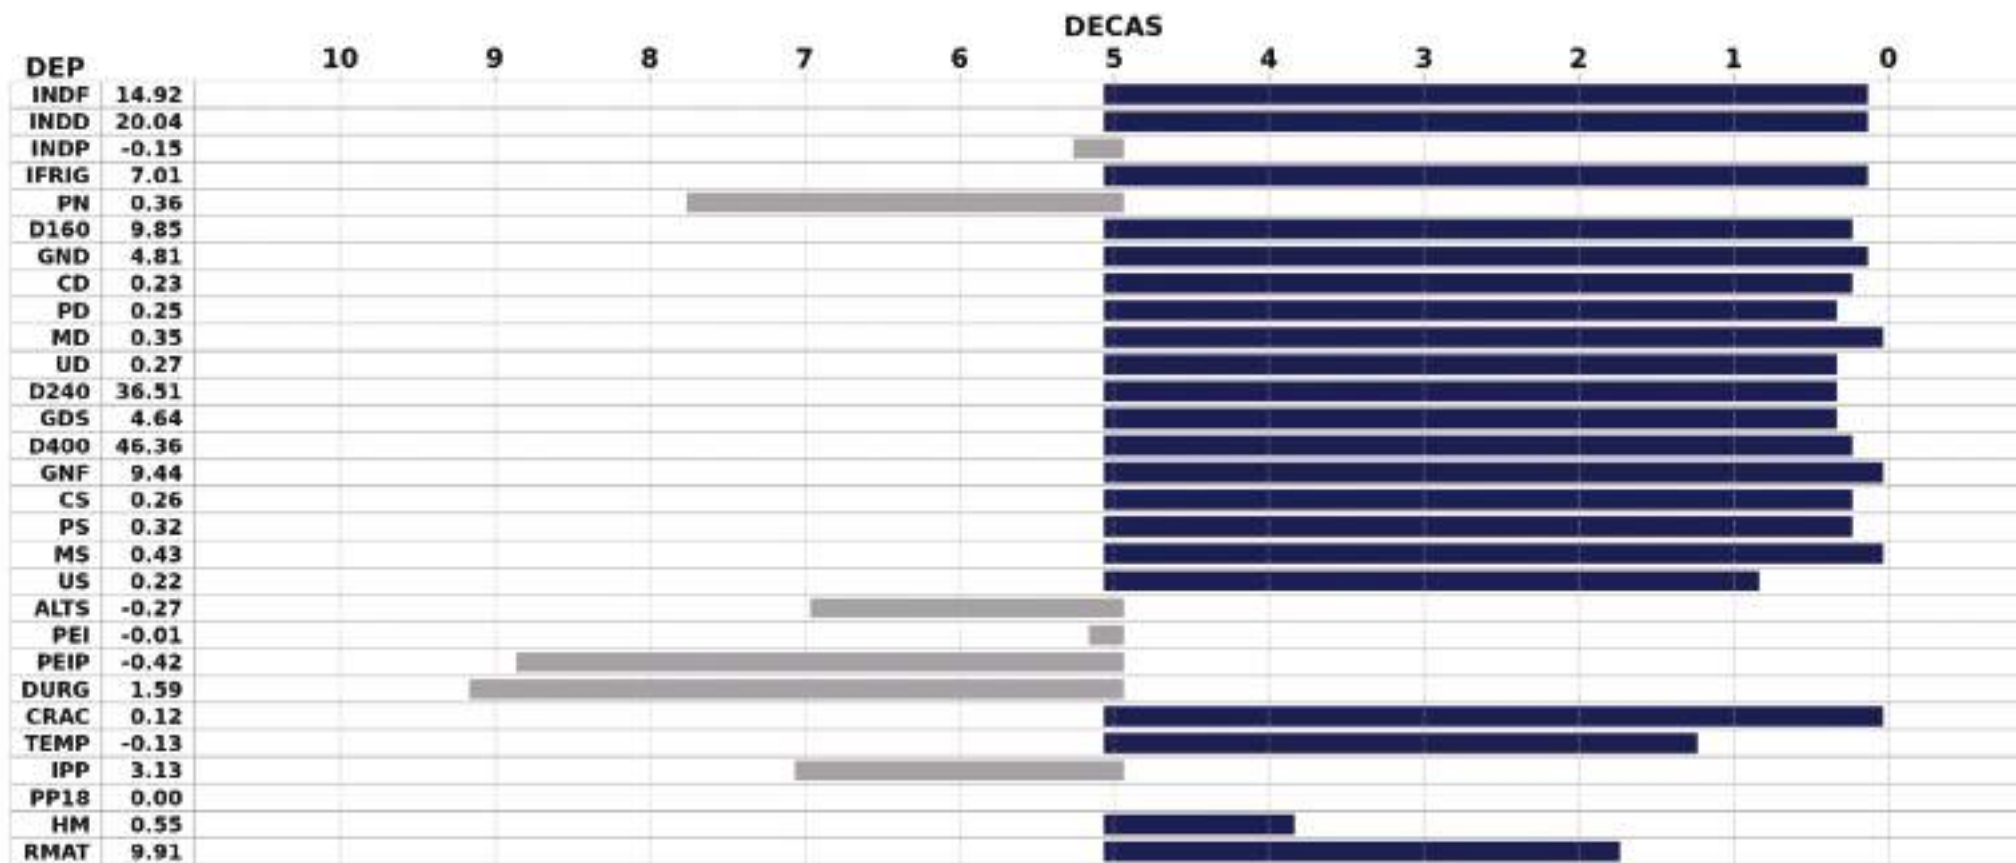 DECAS
DEP 10 9 8 7 6 5 4 3 2 1 0
INDF 14.92
INDD 20.04
INDP -0.15
IFRIG 7.01
PN 0.36
D160 9.85
GND 4.81
CD 0.23
PD 0.25
MD 0.35
UD 0.27
D240 36.51
GDS 4.64
D400 46.36
GNF 9.44
CS 0.26
PS 0.32
MS 0.43
US 0.22
ALTS -0.27
PEI -0.01
PEIP -0.42
DURG 1.59
CRAC 0.12
TEMP -0.13
IPP 3.13
PP18 0.00
HM 0.55
RMAT 9.91